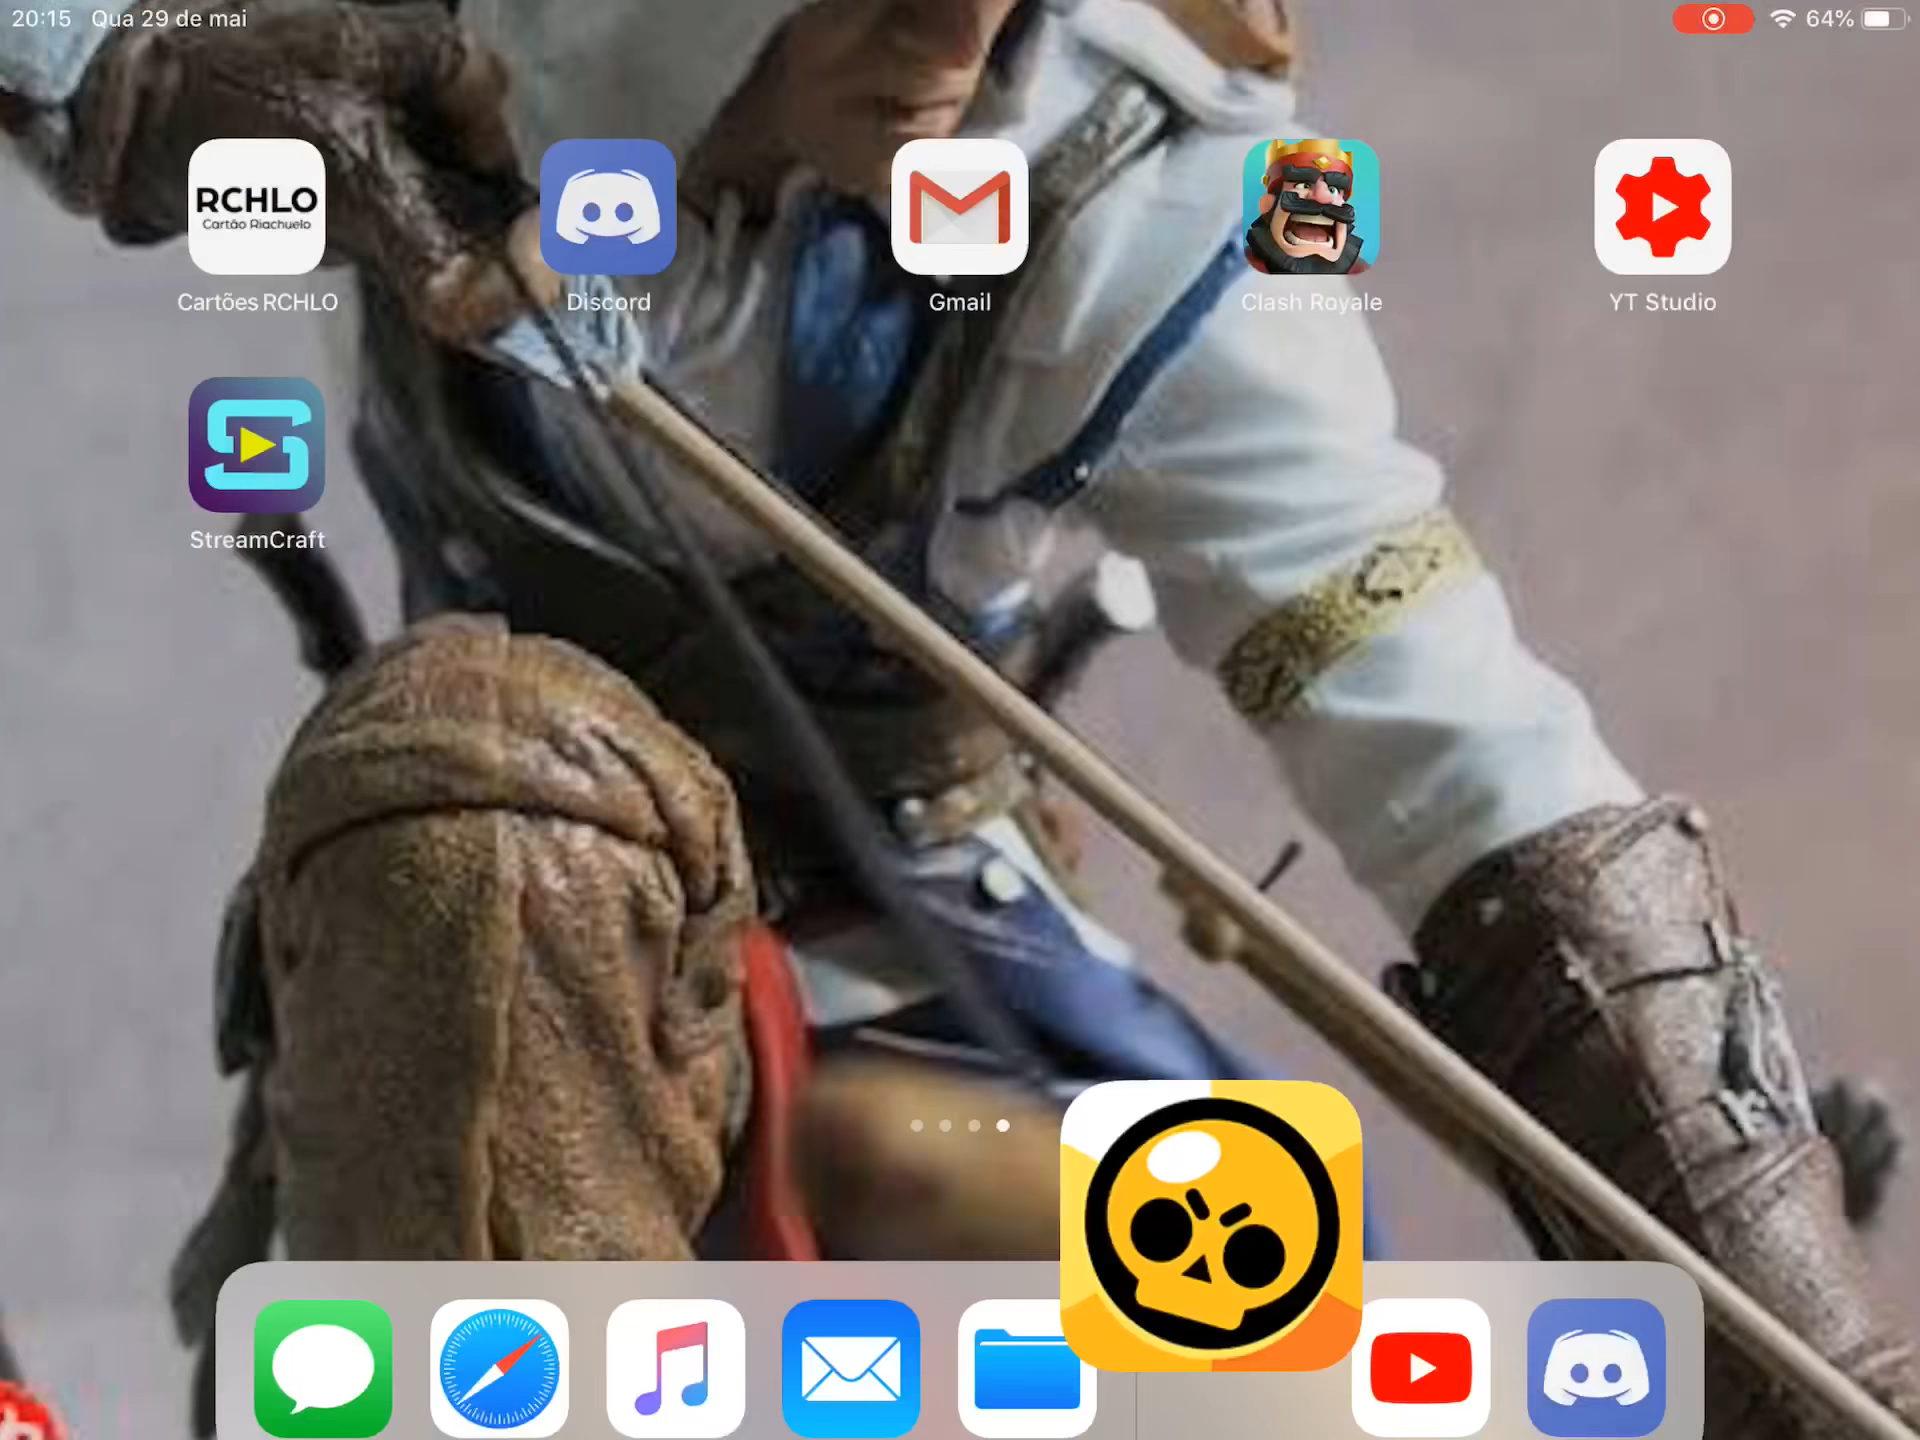 20:15 Qua 29 de mai
64%
RCHLO
Cartão Riachuelo
Cartões RCHLO
Discord
Gmail
Clash Royale
YT Studio
StreamCraft